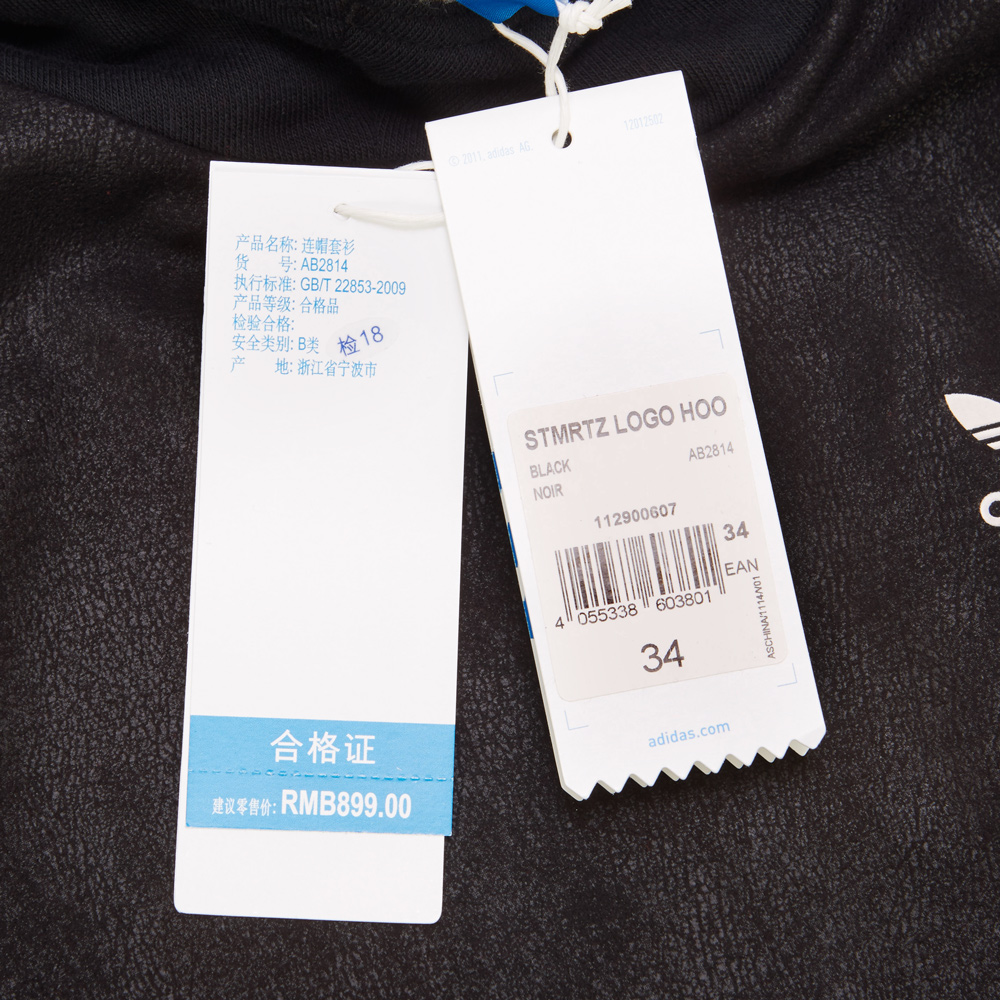 产品名称: 连帽套衫
货 号: AB2814
执行标准: GB/T 22853-2009
产品等级: 合格品
检验合格:
检18
安全类别: B类
产 地: 浙江省宁波市
合格证
建议零售价: RMB899.00
© 2011. adidas AG.
12012502
STMRTZ LOGO HOO
BLACK
AB2814
NOIR
112900607
34
EAN
4 055338 603801
34
ASCHINA/1114/V01
adidas.com